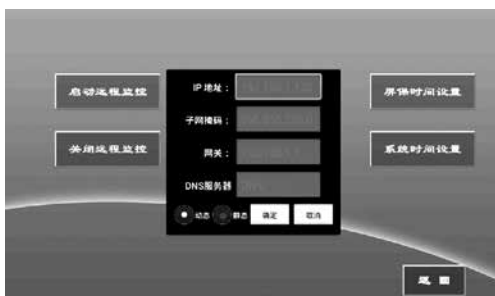 启动远程监控
IP 地址：
屏保时间设置
子网掩码：
关闭远程监控
网关：
系统时间设置
DNS服务器
动态 静态 确定 取消
返 回